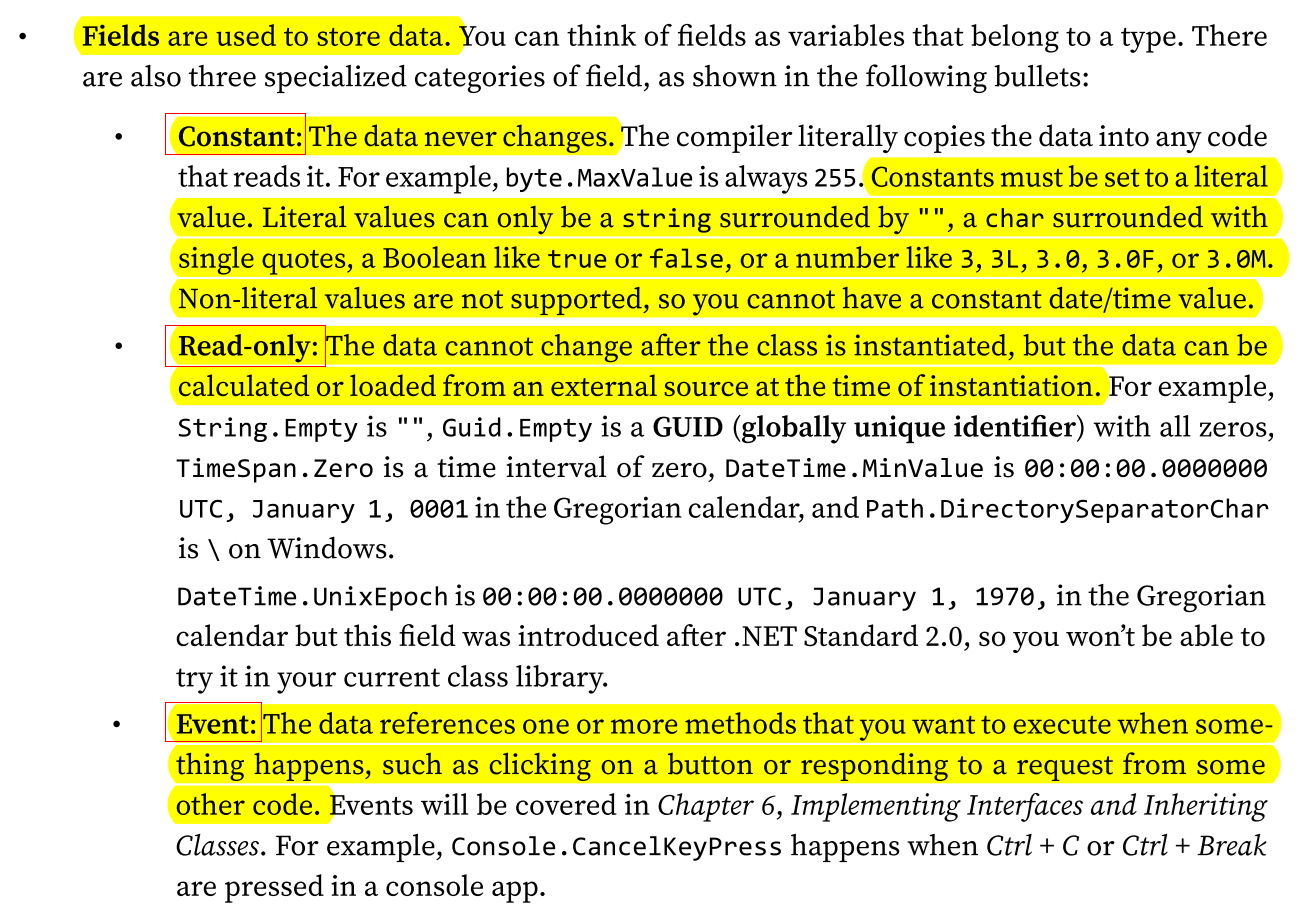 • Fields are used to store data. You can think of fields as variables that belong to a type. There
are also three specialized categories of field, as shown in the following bullets:
• Constant: The data never changes. The compiler literally copies the data into any code
that reads it. For example, byte.MaxValue is always 255. Constants must be set to a literal
value. Literal values can only be a string surrounded by "", a char surrounded with
single quotes, a Boolean like true or false, or a number like 3, 3L, 3.0, 3.0F, or 3.0M.
Non-literal values are not supported, so you cannot have a constant date/time value.
• Read-only: The data cannot change after the class is instantiated, but the data can be
calculated or loaded from an external source at the time of instantiation. For example,
String.Empty is "", Guid.Empty is a GUID (globally unique identifier) with all zeros,
TimeSpan.Zero is a time interval of zero, DateTime.MinValue is 00:00:00.0000000
UTC, January 1, 0001 in the Gregorian calendar, and Path.DirectorySeparatorChar
is \ on Windows.
DateTime.UnixEpoch is 00:00:00.0000000 UTC, January 1, 1970, in the Gregorian
calendar but this field was introduced after .NET Standard 2.0, so you won’t be able to
try it in your current class library.
• Event: The data references one or more methods that you want to execute when some-
thing happens, such as clicking on a button or responding to a request from some
other code. Events will be covered in Chapter 6, Implementing Interfaces and Inheriting
Classes. For example, Console.CancelKeyPress happens when Ctrl + C or Ctrl + Break
are pressed in a console app.